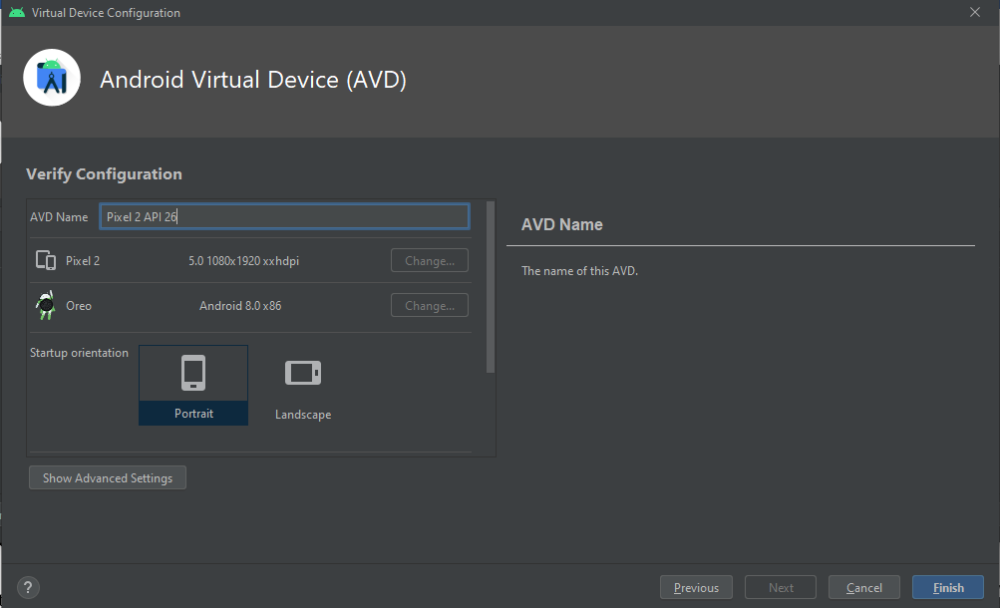 Virtual Device Configuration
Android Virtual Device (AVD)
Verify Configuration
AVD Name Pixel 2 API 26
Pixel 2 5.0 1080x1920 xxhdpi Change...
Oreo Android 8.0 x86 Change...
Startup orientation
Portrait Landscape
Show Advanced Settings
AVD Name
The name of this AVD.
? Previous Next Cancel Finish